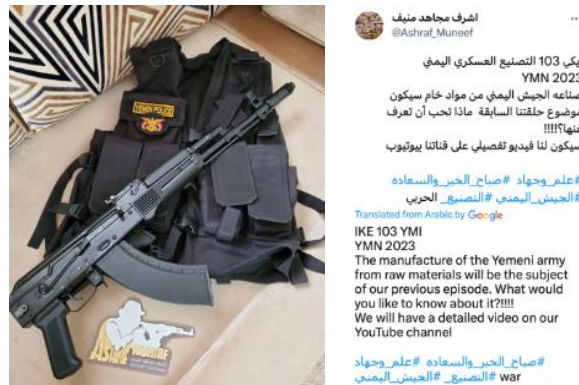 YEMEN POLICE
اشرف مجاهد منيف
@Ashraf_Muneef
يكي 103 التصنيع العسكري اليمني
YMN 2023
صناعه الجيش اليمني من مواد خام سيكون
موضوع حلقتنا السابقة ماذا تحب أن تعرف
عنها؟!!!!
سيكون لنا فيديو تفصيلي على قناتنا بيوتيوب
#علم_وجهاد #صباح_الخير_والسعاده
#الجيش_اليمني #التصنيع_ الحربي
Translated from Arabic by Google
IKE 103 YMI
YMN 2023
The manufacture of the Yemeni army
from raw materials will be the subject
of our previous episode. What would
you like to know about it?!!!!
We will have a detailed video on our
YouTube channel
#صباح_الخير_والسعاده #علم_وجهاد
war #التصنيع_ #الجيش_اليمني